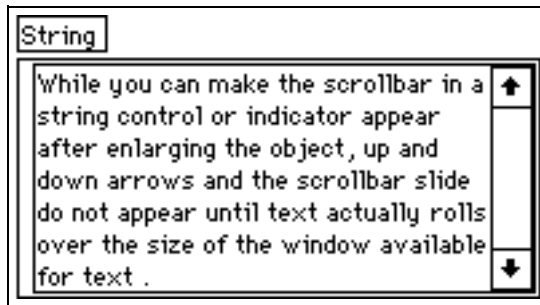 String
While you can make the scrollbar in a
string control or indicator appear
after enlarging the object, up and
down arrows and the scrollbar slide
do not appear until text actually rolls
over the size of the window available
for text .